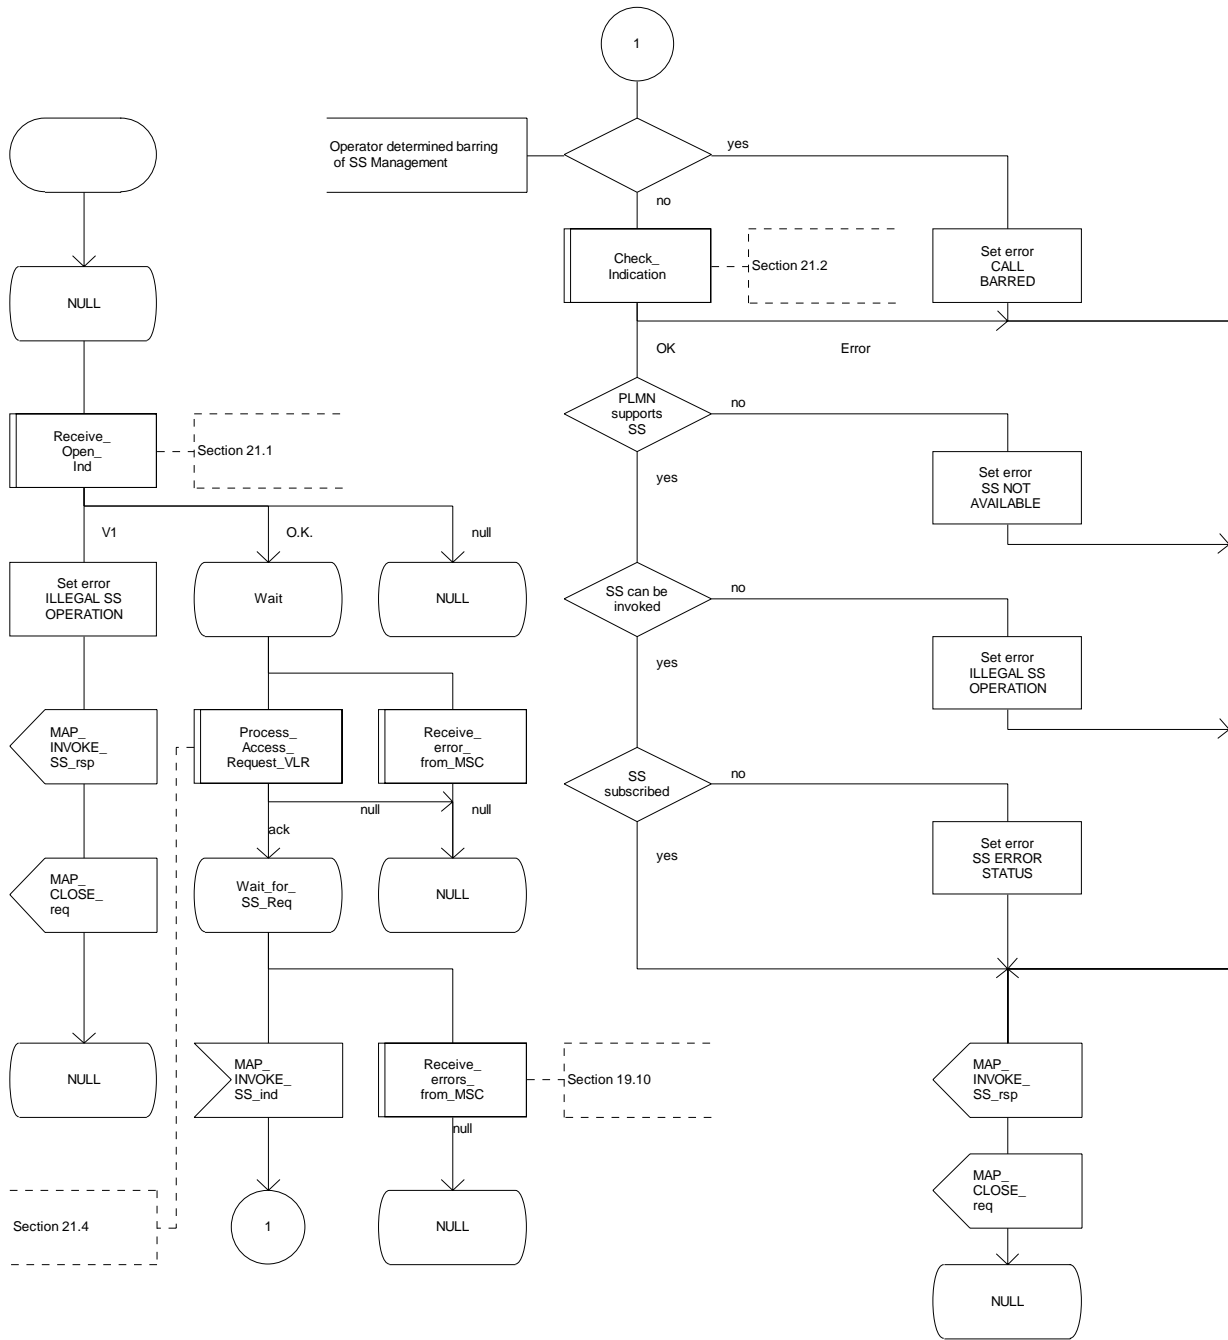 1
Operator determined barring
of SS Management
yes
no
Check_
Indication
Section 21.2
Set error
CALL
BARRED
NULL
OK
Error
PLMN
supports
SS
no
Receive_
Open_
Ind
Section 21.1
yes
Set error
SS NOT
AVAILABLE
V1
O.K.
null
Set error
ILLEGAL SS
OPERATION
Wait
NULL
SS can be
invoked
no
yes
Set error
ILLEGAL SS
OPERATION
MAP_
INVOKE_
SS_rsp
Process_
Access_
Request_VLR
Receive_
error_
from_MSC
SS
subscribed
no
null
null
ack
yes
Set error
SS ERROR
STATUS
MAP_
CLOSE_
req
Wait_for_
SS_Req
NULL
NULL
MAP_
INVOKE_
SS_ind
Receive_
errors_
from_MSC
Section 19.10
MAP_
INVOKE_
SS_rsp
null
Section 21.4
1
NULL
MAP_
CLOSE_
req
NULL